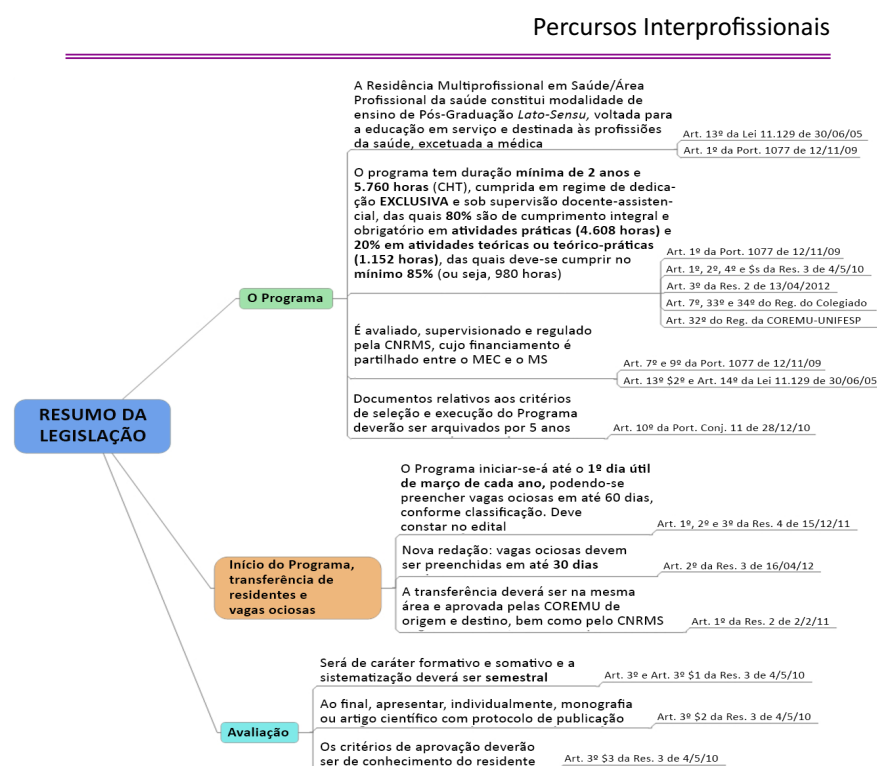 Percursos Interprofissionais
A Residência Multiprofissional em Saúde/Área
Profissional da saúde constitui modalidade de
ensino de Pós-Graduação Lato-Sensu, voltada para
a educação em serviço e destinada às profissiões
da saúde, excetuada a médica
Art. 13º da Lei 11.129 de 30/06/05
Art. 1º da Port. 1077 de 12/11/09
O programa tem duração mínima de 2 anos e
5.760 horas (CHT), cumprida em regime de dedica-
ção EXCLUSIVA e sob supervisão docente-assisten-
cial, das quais 80% são de cumprimento integral e
obrigatório em atividades práticas (4.608 horas) e
20% em atividades teóricas ou teórico-práticas
(1.152 horas), das quais deve-se cumprir no
mínimo 85% (ou seja, 980 horas)
Art. 1º da Port. 1077 de 12/11/09
Art. 1º, 2º, 4º e $s da Res. 3 de 4/5/10
Art. 3º da Res. 2 de 13/04/2012
Art. 7º, 33º e 34º do Reg. do Colegiado
Art. 32º do Reg. da COREMU-UNIFESP
O Programa
É avaliado, supervisionado e regulado
pela CNRMS, cujo financiamento é
partilhado entre o MEC e o MS
Art. 7º e 9º da Port. 1077 de 12/11/09
Art. 13º $2º e Art. 14º da Lei 11.129 de 30/06/05
Documentos relativos aos critérios
de seleção e execução do Programa
deverão ser arquivados por 5 anos
Art. 10º da Port. Conj. 11 de 28/12/10
RESUMO DA
LEGISLAÇÃO
O Programa iniciar-se-á até o 1º dia útil
de março de cada ano, podendo-se
preencher vagas ociosas em até 60 dias,
conforme classificação. Deve
constar no edital
Art. 1º, 2º e 3º da Res. 4 de 15/12/11
Início do Programa,
transferência de
residentes e
vagas ociosas
Nova redação: vagas ociosas devem
ser preenchidas em até 30 dias
Art. 2º da Res. 3 de 16/04/12
A transferência deverá ser na mesma
área e aprovada pelas COREMU de
origem e destino, bem como pelo CNRMS
Art. 1º da Res. 2 de 2/2/11
Será de caráter formativo e somativo e a
sistematização deverá ser semestral
Art. 3º e Art. 3º $1 da Res. 3 de 4/5/10
Ao final, apresentar, individualmente, monografia
ou artigo científico com protocolo de publicação
Art. 3º $2 da Res. 3 de 4/5/10
Avaliação
Os critérios de aprovação deverão
ser de conhecimento do residente
Art. 3º $3 da Res. 3 de 4/5/10